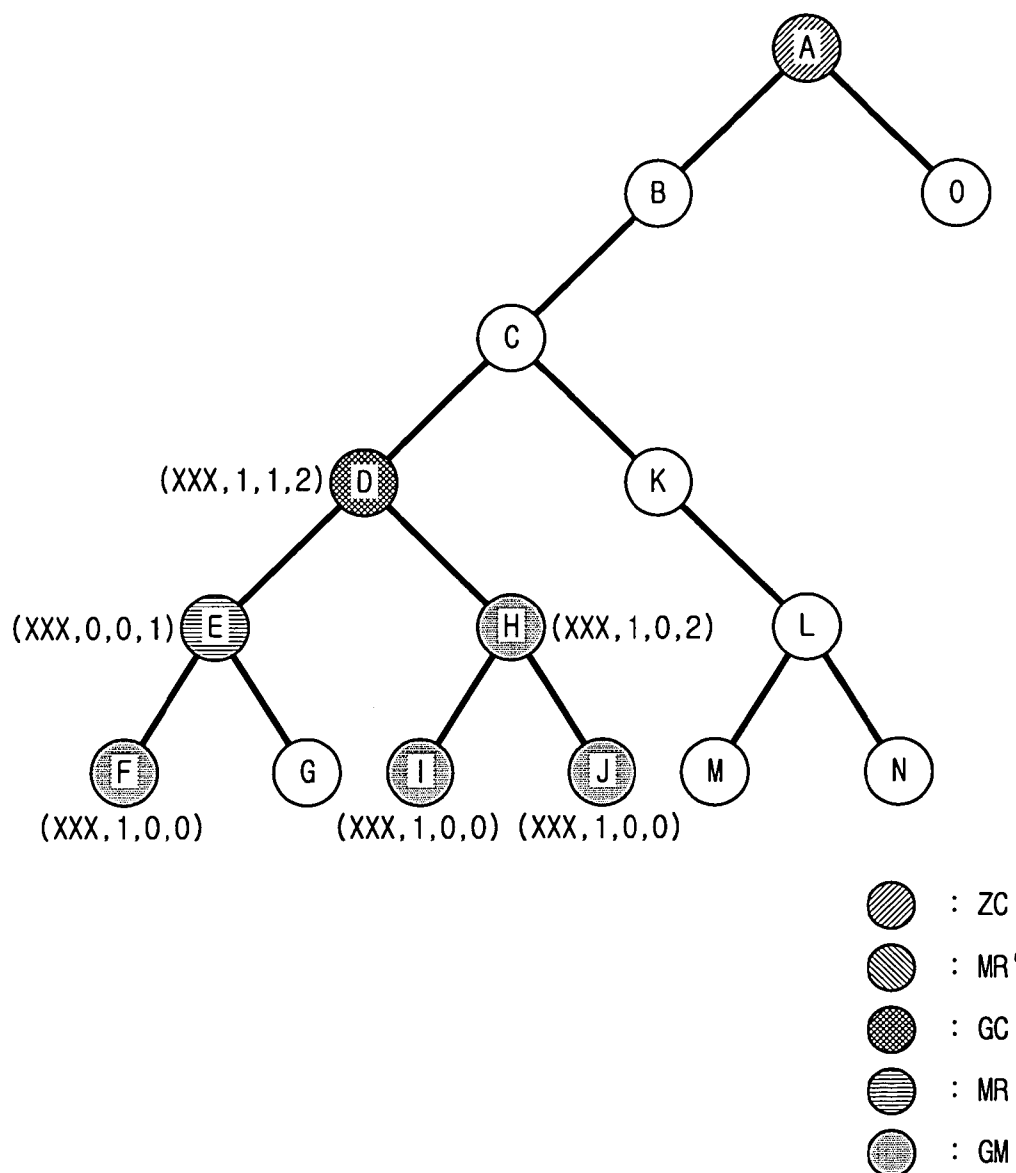 A
B
O
C
(XXX,1,1,2)
D
K
(XXX,0,0,1)
E
H
(XXX,1,0,2)
L
F
G
I
J
M
N
(XXX,1,0,0)
(XXX,1,0,0)
(XXX,1,0,0)
: ZC
: MR'
: GC
: MR
: GM